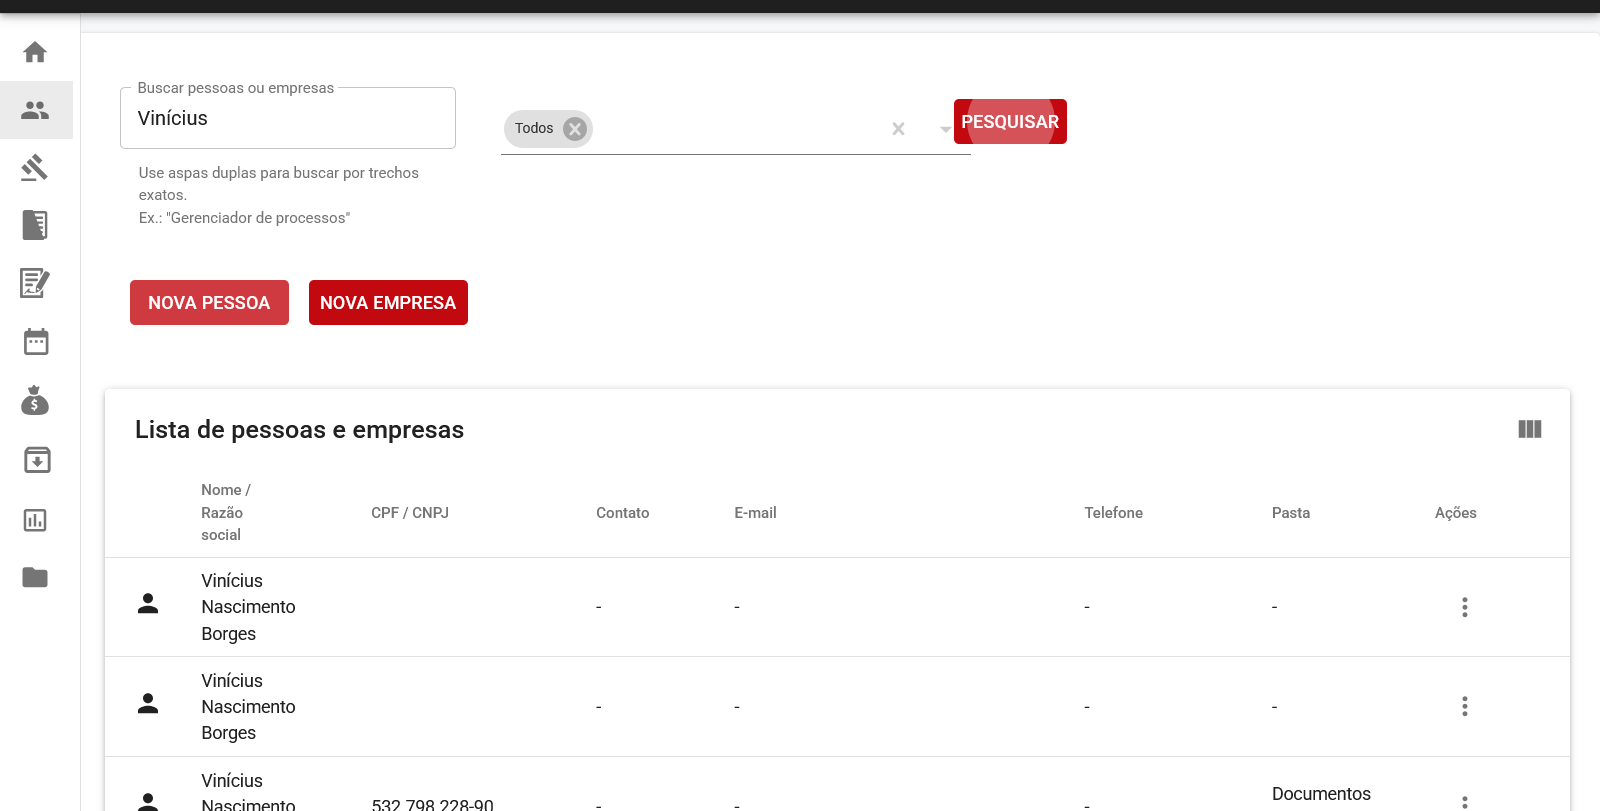 Buscar pessoas ou empresas
Vinícius
Todos
PESQUISAR
Use aspas duplas para buscar por trechos
exatos.
Ex.: "Gerenciador de processos"
NOVA PESSOA
NOVA EMPRESA
Lista de pessoas e empresas
Nome /
Razão
social
CPF / CNPJ
Contato
E-mail
Telefone
Pasta
Ações
Vinícius
Nascimento
Borges
- - - -
Vinícius
Nascimento
Borges
- - - -
Vinícius
Nascimento
532.798.228-90
- - -
Documentos